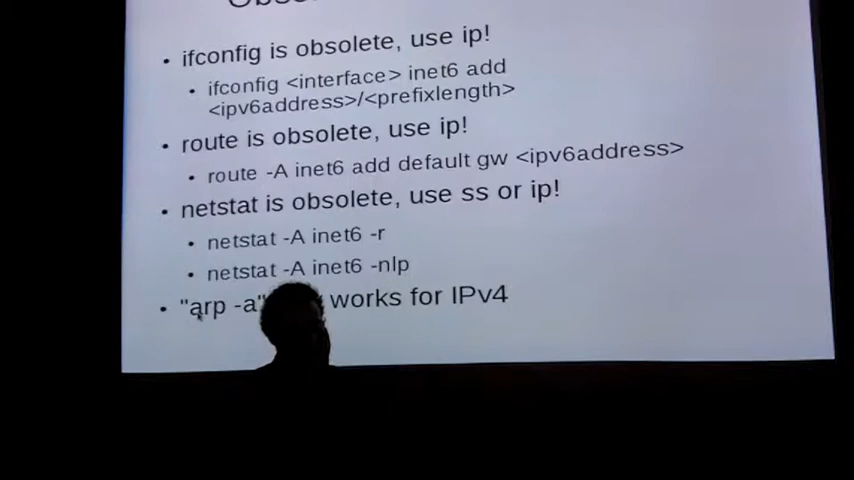 • ifconfig is obsolete, use ip!
• ifconfig <interface> inet6 add
<ipv6address>/<prefixlength>
• route is obsolete, use ip!
• route -A inet6 add default gw <ipv6address>
• netstat is obsolete, use ss or ip!
• netstat -A inet6 -r
• netstat -A inet6 -nlp
• "arp -a" works for IPv4